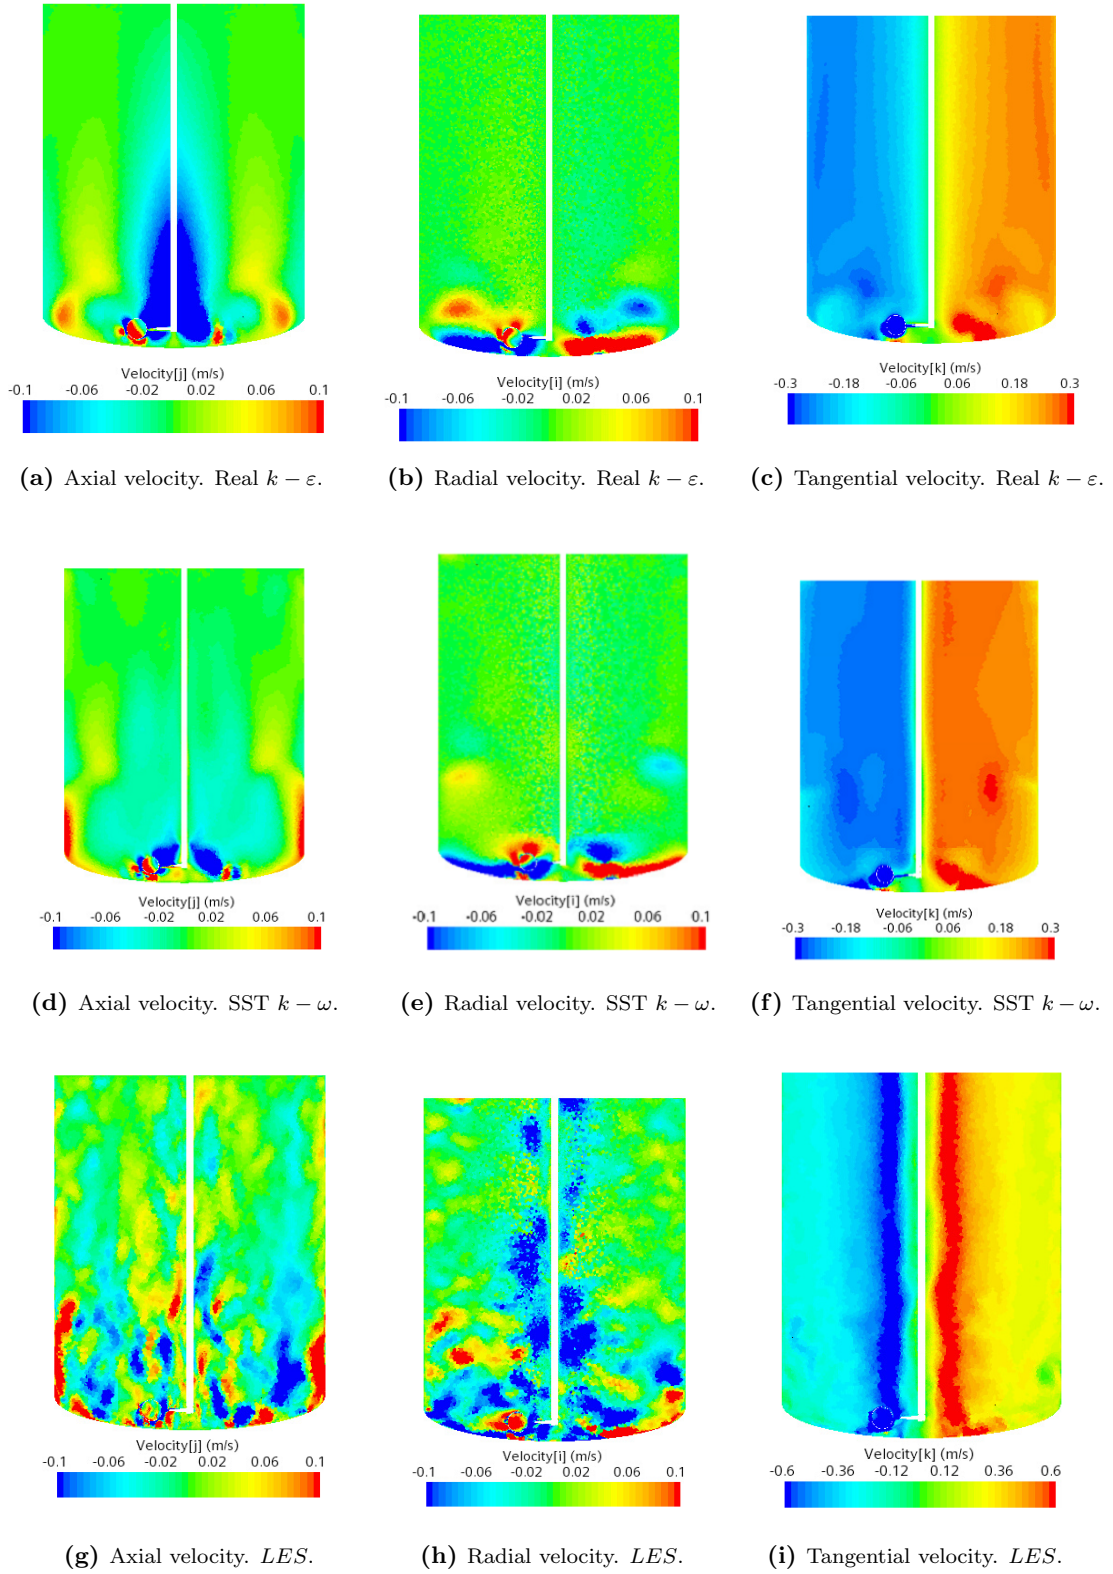 Velocity[j] (m/s)
-0.1 -0.06 -0.02 0.02 0.06 0.1
Velocity[i] (m/s)
-0.1 -0.06 -0.02 0.02 0.06 0.1
Velocity[k] (m/s)
-0.3 -0.18 -0.06 0.06 0.18 0.3
(a) Axial velocity. Real k − ε.
(b) Radial velocity. Real k − ε.
(c) Tangential velocity. Real k − ε.
Velocity[j] (m/s)
-0.1 -0.06 -0.02 0.02 0.06 0.1
Velocity[i] (m/s)
-0.1 -0.06 -0.02 0.02 0.06 0.1
Velocity[k] (m/s)
-0.3 -0.18 -0.06 0.06 0.18 0.3
(d) Axial velocity. SST k − ω.
(e) Radial velocity. SST k − ω.
(f) Tangential velocity. SST k − ω.
Velocity[j] (m/s)
-0.1 -0.06 -0.02 0.02 0.06 0.1
Velocity[i] (m/s)
-0.1 -0.06 -0.02 0.02 0.06 0.1
Velocity[k] (m/s)
-0.6 -0.36 -0.12 0.12 0.36 0.6
(g) Axial velocity. LES.
(h) Radial velocity. LES.
(i) Tangential velocity. LES.